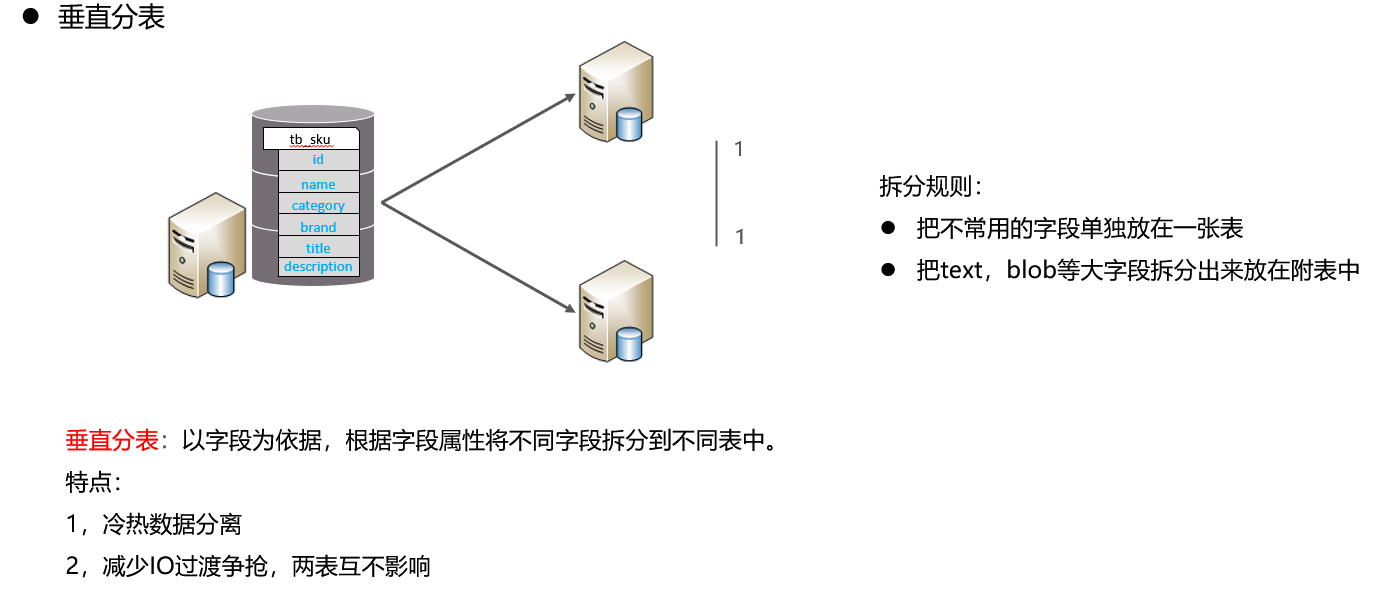 ● 垂直分表
tb_sku
id
name
category
brand
title
description
1
1
拆分规则：
● 把不常用的字段单独放在一张表
● 把text，blob等大字段拆分出来放在附表中
垂直分表：以字段为依据，根据字段属性将不同字段拆分到不同表中。
特点：
1，冷热数据分离
2，减少IO过渡争抢，两表互不影响